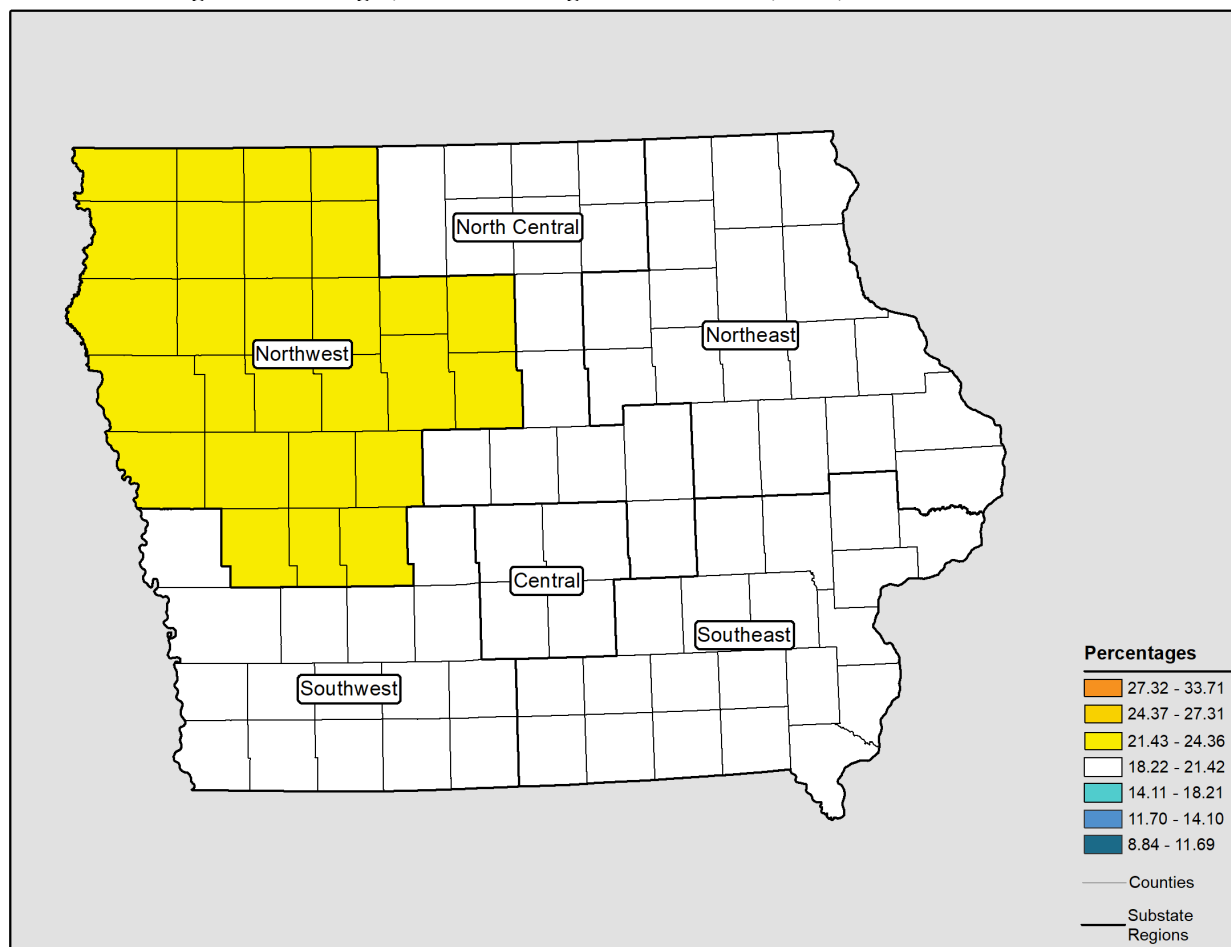 North Central
Northeast
Northwest
Central
Southeast
Southwest
Percentages
27.32 - 33.71
24.37 - 27.31
21.43 - 24.36
18.22 - 21.42
14.11 - 18.21
11.70 - 14.10
8.84 - 11.69
Counties
Substate
Regions